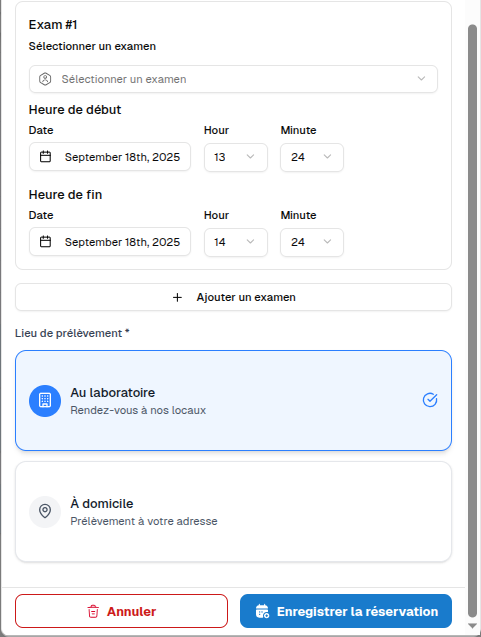 Exam #1
Sélectionner un examen
Sélectionner un examen
Heure de début
Date Hour Minute
September 18th, 2025 13 24
Heure de fin
Date Hour Minute
September 18th, 2025 14 24
+ Ajouter un examen
Lieu de prélèvement *
Au laboratoire
Rendez-vous à nos locaux
À domicile
Prélèvement à votre adresse
Annuler Enregistrer la réservation